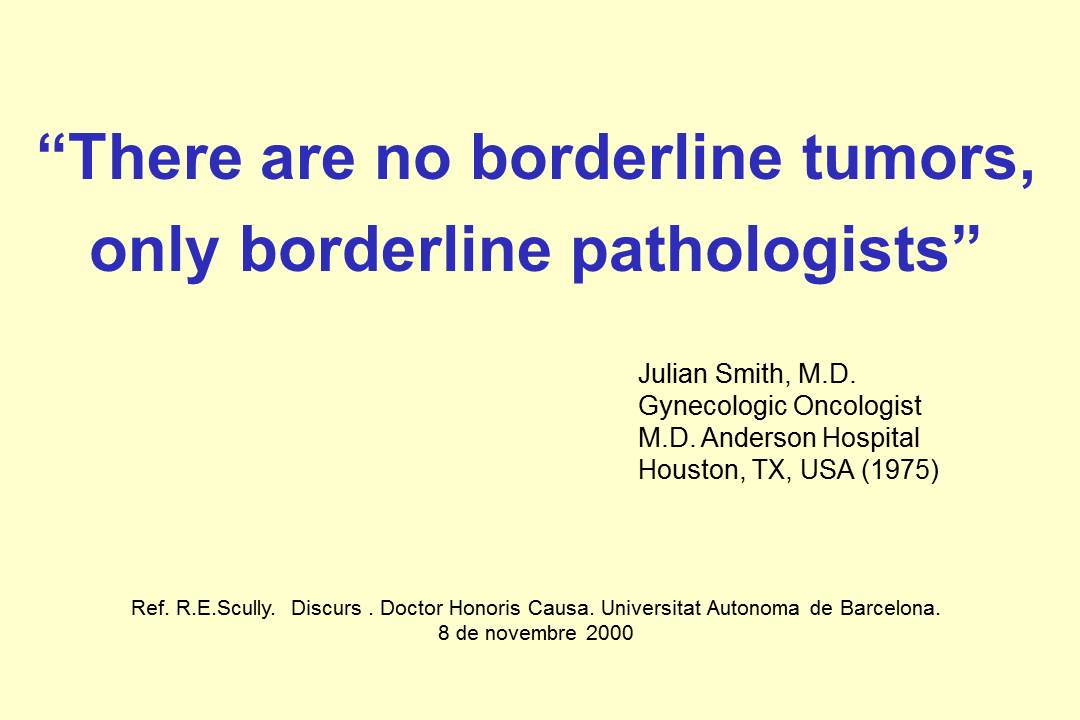 “There are no borderline tumors,
only borderline pathologists”
Julian Smith, M.D.
Gynecologic Oncologist
M.D. Anderson Hospital
Houston, TX, USA (1975)
Ref. R.E.Scully.  Discurs . Doctor Honoris Causa. Universitat Autonoma de Barcelona.
8 de novembre 2000